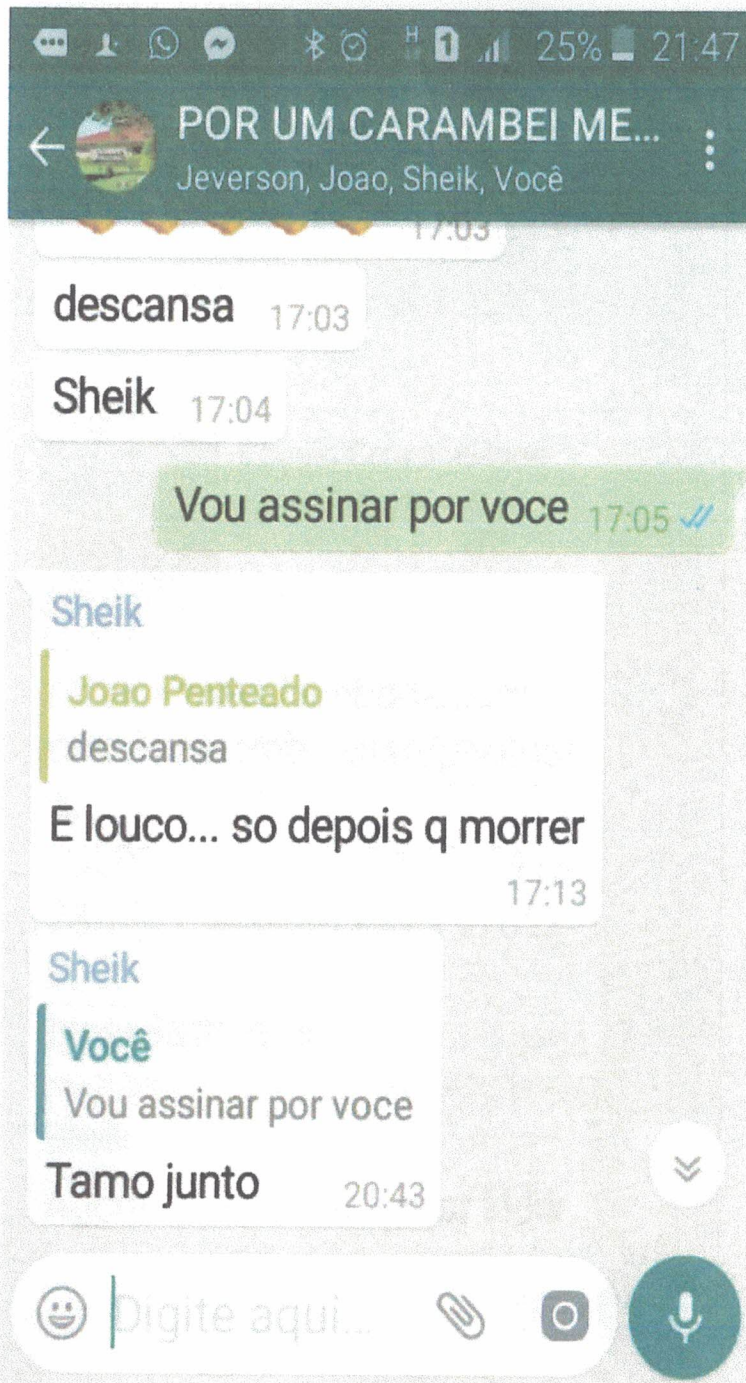 25% 21:47
POR UM CARAMBEI ME...
Jeverson, Joao, Sheik, Você
17:03
descansa 17:03
Sheik 17:04
Vou assinar por voce 17:05
Sheik
Joao Penteado
descansa
E louco... so depois q morrer
17:13
Sheik
Você
Vou assinar por voce
Tamo junto 20:43
Digite aqui...